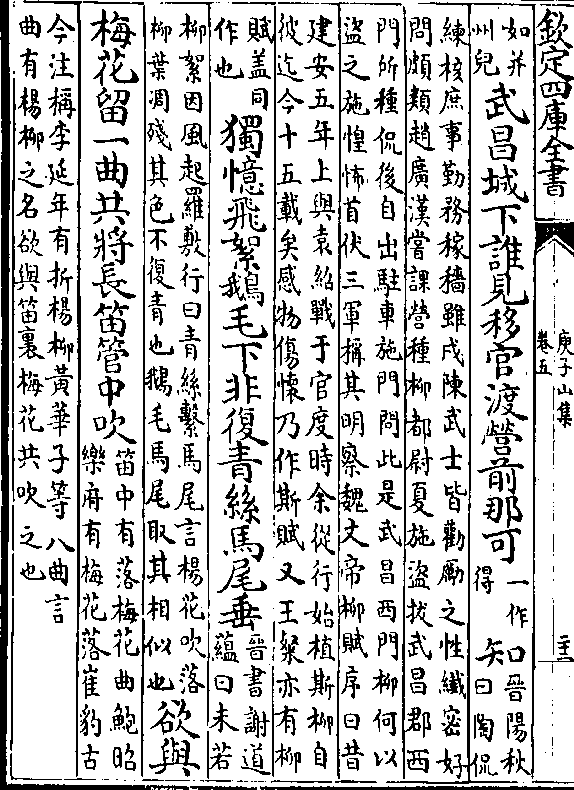 欽定四庫全書
庾子山集
卷五
二十二
如并
州兒
武昌城下誰見移官渡營前那可
一作
得
知
口晉陽秋
曰陶侃
練核庶事勤務稼穡雖戍陳武士皆勸勵之性纖密好
問頗類趙廣漢嘗課營種柳都尉夏施盜拔武昌郡西
門所種侃後自出駐車施門問此是武昌西門柳何以
盜之施惶怖首伏三軍稱其明察魏文帝柳賦序曰昔
建安五年上與袁紹戰于官度時余從行始植斯柳自
彼迄今十五載矣感物傷懷乃作斯賦又王粲亦有柳
賦盖同
作也
獨憶飛絮鵝毛下非復青絲馬尾垂
晉書謝道
藴曰未若
柳絮因風起羅敷行曰青絲繫馬尾言楊花吹落
柳葉凋殘其色不復青也鵝毛馬尾取其相似也
欲與
梅花留一曲共將長笛管中吹
笛中有落梅花曲鮑昭
樂府有梅花落崔豹古
今注稱李延年有折楊柳黄華子等八曲言
曲有楊柳之名欲與笛裏梅花共吹之也